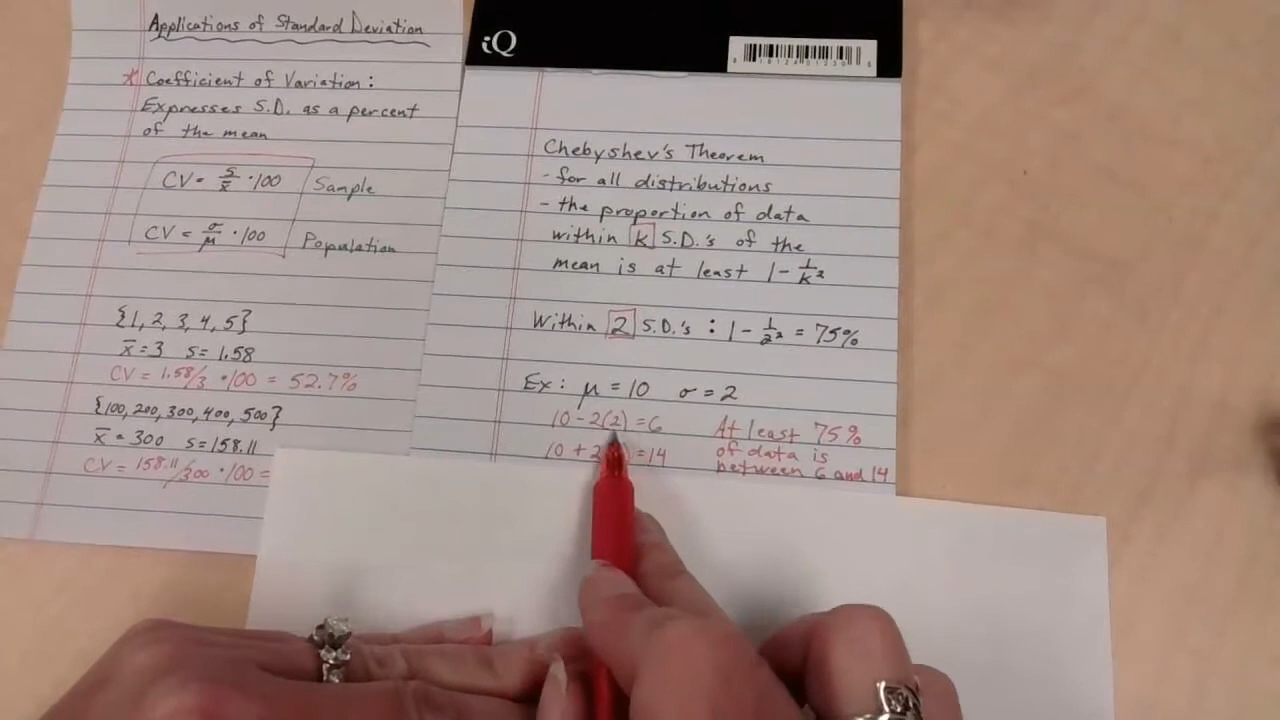 Applications of Standard Deviation
* Coefficient of Variation:
Expresses S.D. as a percent
of the mean
CV = s/x̄ · 100 Sample
CV = σ/μ · 100 Population
{1, 2, 3, 4, 5}
x̄ = 3 s = 1.58
CV = 1.58/3 · 100 = 52.7%
{100, 200, 300, 400, 500}
x̄ = 300 s = 158.11
CV = 158.11/300 · 100 =
iQ
Chebyshev's Theorem
- for all distributions
- the proportion of data
within k S.D.'s of the
mean is at least 1 - 1/k²
Within 2 S.D.'s : 1 - 1/2² = 75%
Ex: μ = 10 σ = 2
10 - 2(2) = 6
10 + 2 = 14
At least 75%
of data is
between 6 and 14